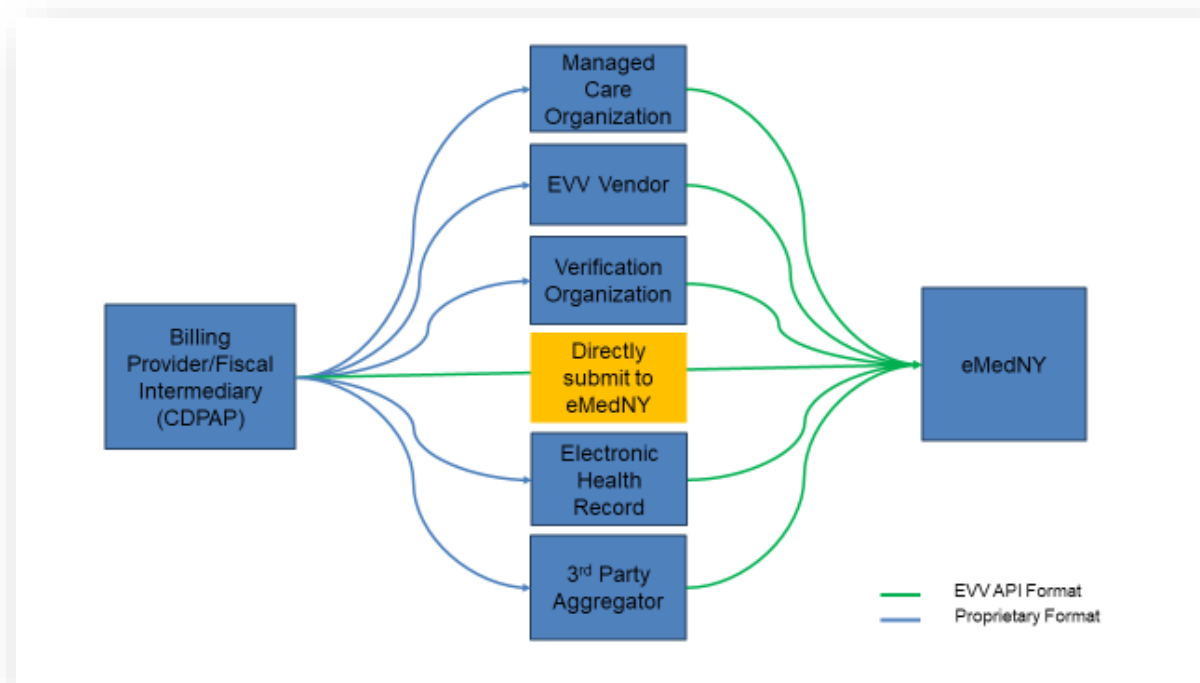 Managed
Care
Organization
EVV Vendor
Verification
Organization
Billing
Provider/Fiscal
Intermediary
(CDPAP)
Directly
submit to
eMedNY
eMedNY
Electronic
Health
Record
3rd Party
Aggregator
EVV API Format
Proprietary Format